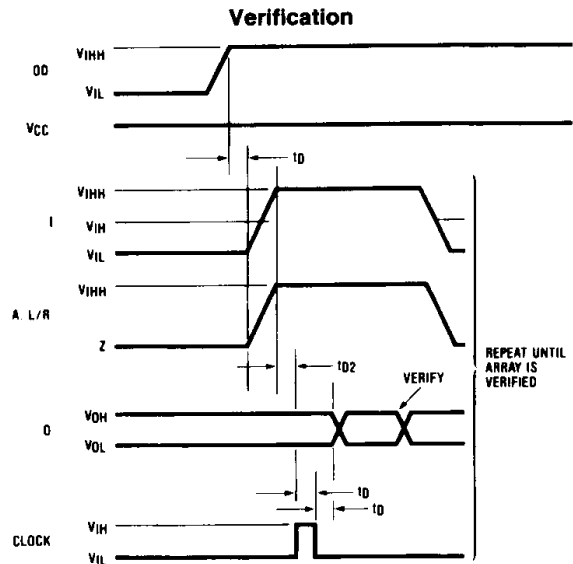 Verification
OD
VIHH
VIL
VCC
tD
I
VIHH
VIH
VIL
A. L/R
VIHH
Z
tD2
REPEAT UNTIL
ARRAY IS
VERIFIED
VERIFY
O
VOH
VOL
tD
tD
CLOCK
VIH
VIL